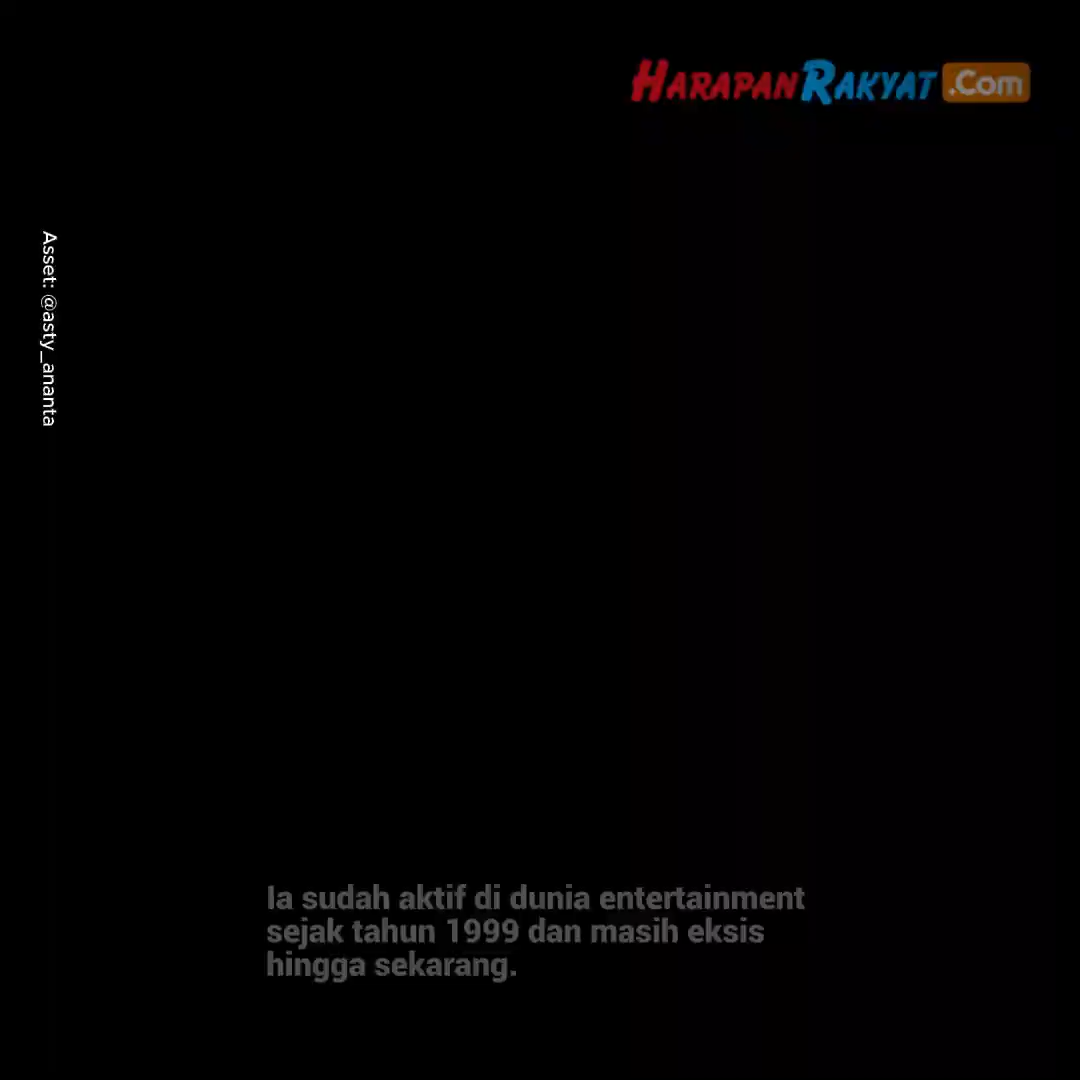 HARAPANRAKYAT.Com
Asset: @asty_ananta
Ia sudah aktif di dunia entertainment
sejak tahun 1999 dan masih eksis
hingga sekarang.